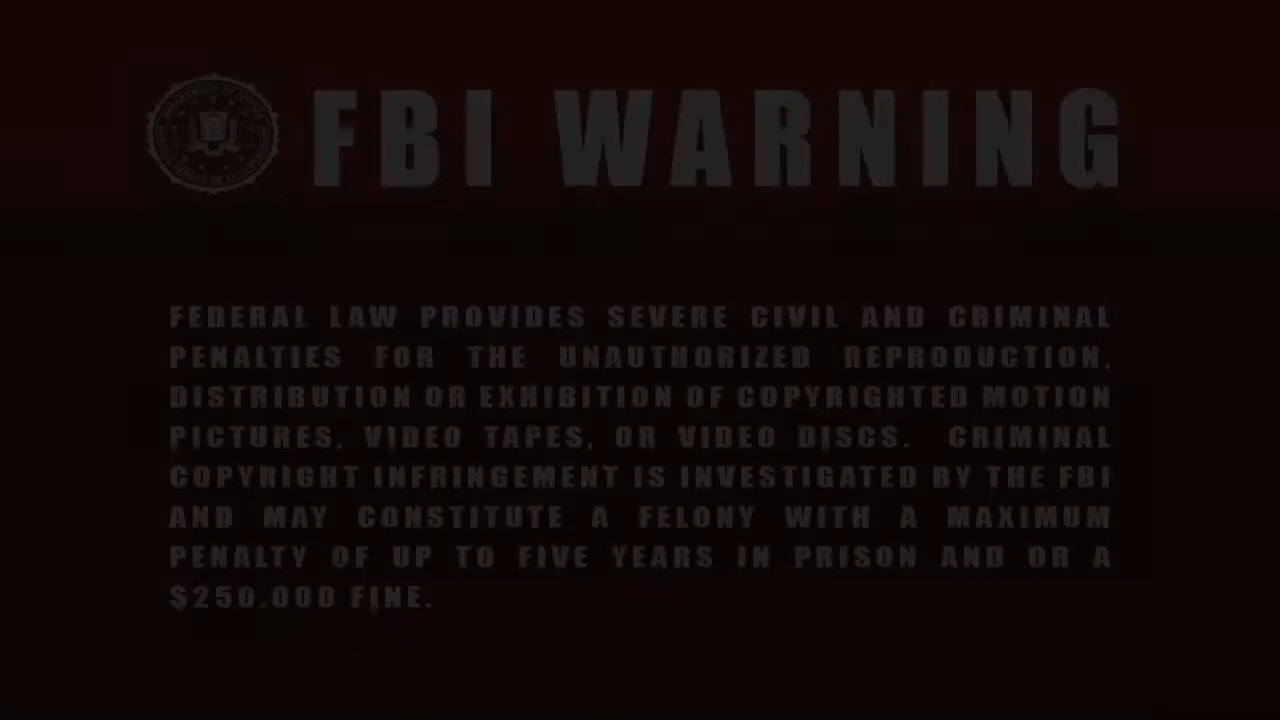 FBI WARNING
FEDERAL LAW PROVIDES SEVERE CIVIL AND CRIMINAL
PENALTIES FOR THE UNAUTHORIZED REPRODUCTION,
DISTRIBUTION OR EXHIBITION OF COPYRIGHTED MOTION
PICTURES, VIDEO TAPES, OR VIDEO DISCS. CRIMINAL
COPYRIGHT INFRINGEMENT IS INVESTIGATED BY THE FBI
AND MAY CONSTITUTE A FELONY WITH A MAXIMUM
PENALTY OF UP TO FIVE YEARS IN PRISON AND OR A
$250.000 FINE.